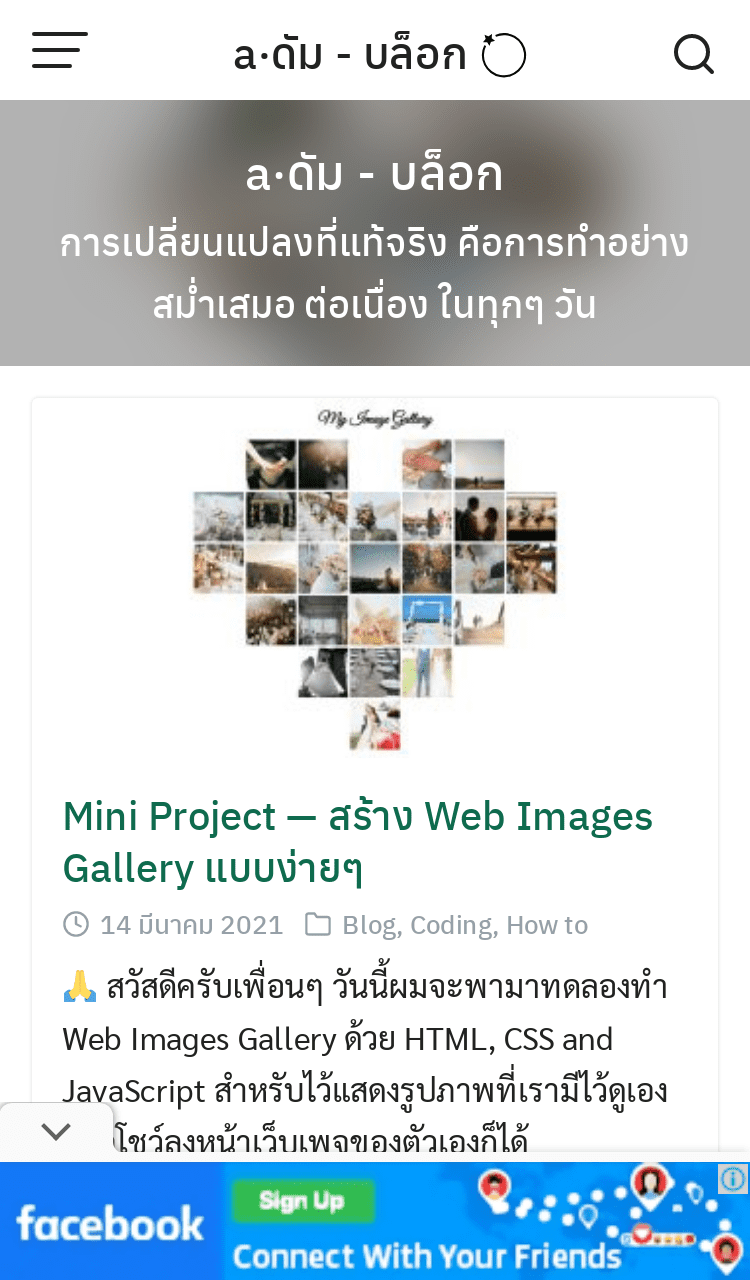 a·ดัม - บล็อก
a·ดัม - บล็อก
การเปลี่ยนแปลงที่แท้จริง คือการทำอย่าง
สม่ำเสมอ ต่อเนื่อง ในทุกๆ วัน
My Image Gallery
Mini Project — สร้าง Web Images
Gallery แบบง่ายๆ
14 มีนาคม 2021 Blog, Coding, How to
🙏 สวัสดีครับเพื่อนๆ วันนี้ผมจะพามาทดลองทำ
Web Images Gallery ด้วย HTML, CSS and
JavaScript สำหรับไว้แสดงรูปภาพที่เรามีไว้ดูเอง
โชว์ลงหน้าเว็บเพจของตัวเองก็ได้
facebook
Sign Up
Connect With Your Friends